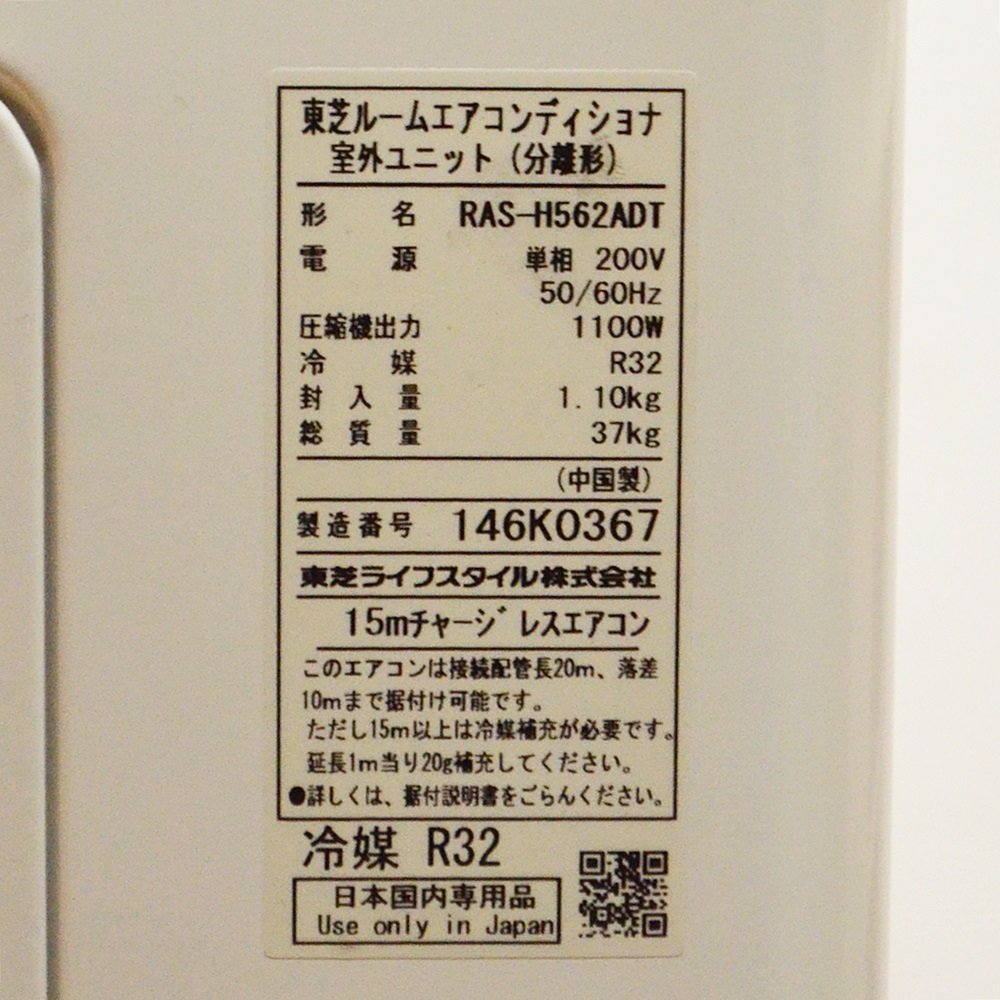 東芝ルームエアコンディショナ
室外ユニット（分離形）
形名 RAS-H562ADT
電源 単相 200V
50/60Hz
圧縮機出力 1100W
冷媒 R32
封入量 1.10kg
総質量 37kg
（中国製）
製造番号 146K0367
東芝ライフスタイル株式会社
15mチャージレスエアコン
このエアコンは接続配管長20m、落差
10mまで据付け可能です。
ただし15m以上は冷媒補充が必要です。
延長1m当り20g補充してください。
●詳しくは、据付説明書をごらんください。
冷媒 R32
日本国内専用品
Use only in Japan